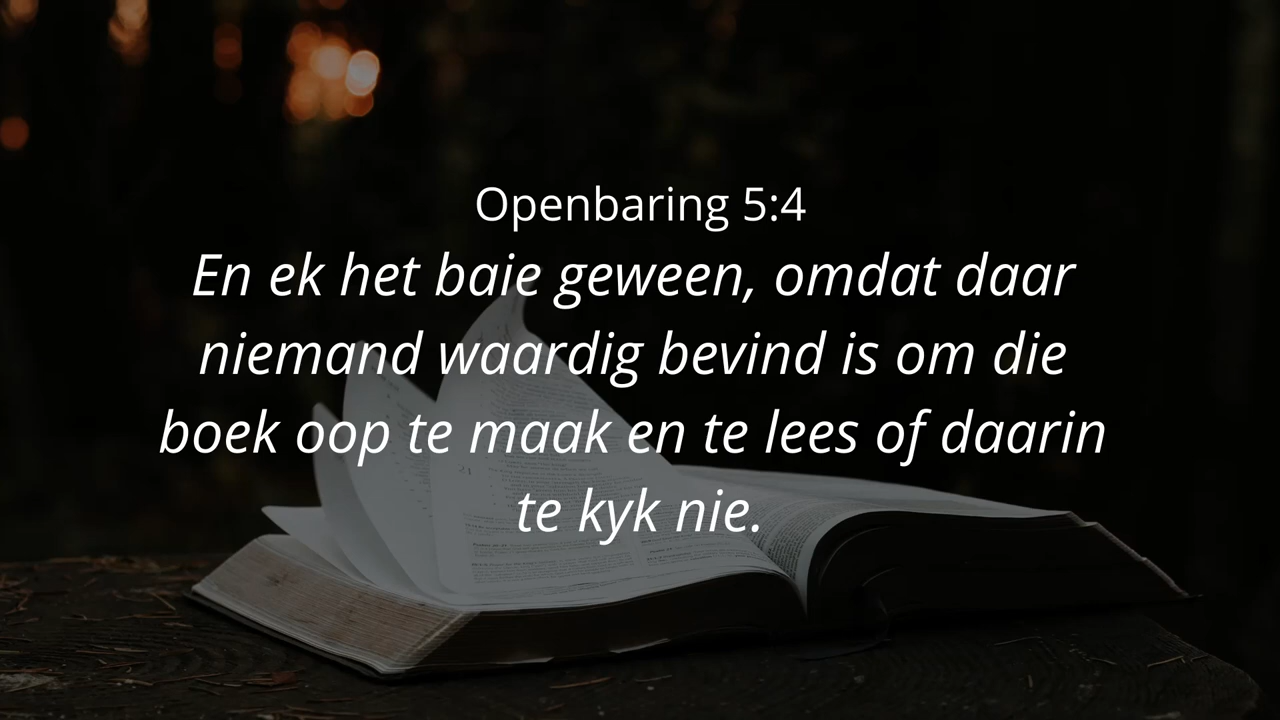 Openbaring 5:4
En ek het baie geween, omdat daar
niemand waardig bevind is om die
boek oop te maak en te lees of daarin
te kyk nie.